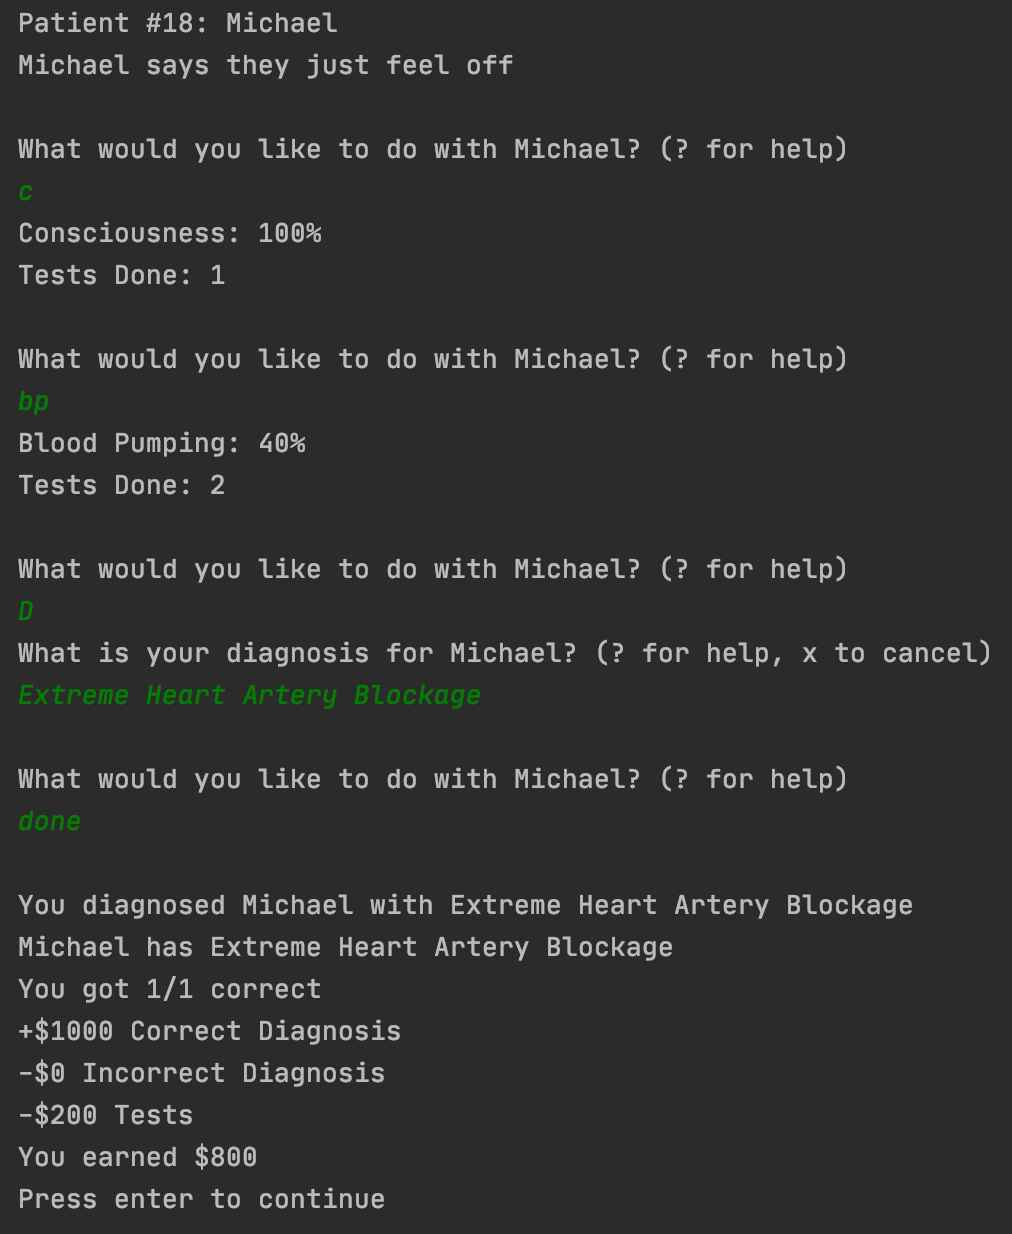 Patient #18: Michael
Michael says they just feel off
What would you like to do with Michael? (? for help)
c
Consciousness: 100%
Tests Done: 1
What would you like to do with Michael? (? for help)
bp
Blood Pumping: 40%
Tests Done: 2
What would you like to do with Michael? (? for help)
D
What is your diagnosis for Michael? (? for help, x to cancel)
Extreme Heart Artery Blockage
What would you like to do with Michael? (? for help)
done
You diagnosed Michael with Extreme Heart Artery Blockage
Michael has Extreme Heart Artery Blockage
You got 1/1 correct
+$1000 Correct Diagnosis
-$0 Incorrect Diagnosis
-$200 Tests
You earned $800
Press enter to continue